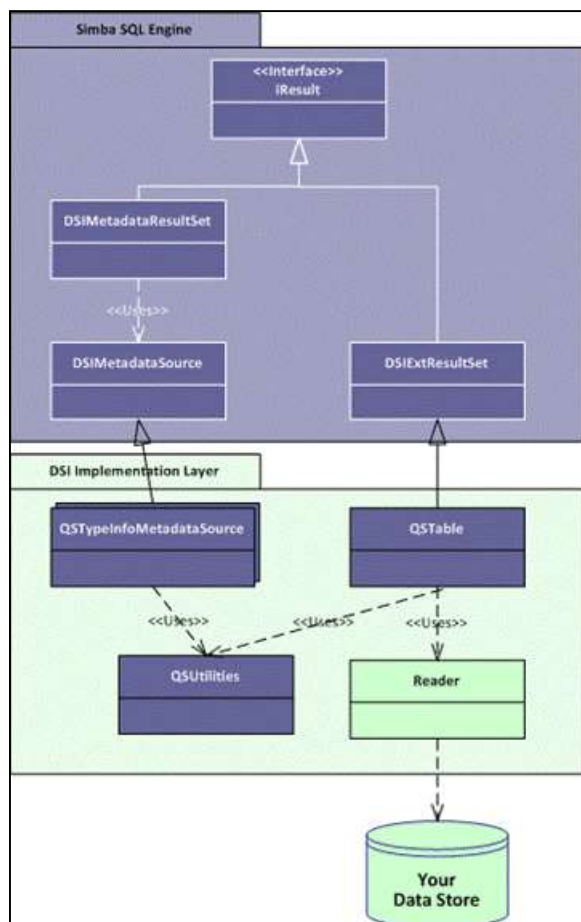 Simba SQL Engine
<<Interface>>
iResult
DSIMetadataResultSet
<<Uses>>
DSIMetadataSource
DSIExtResultSet
DSI Implementation Layer
QSTypeInfoMetadataSource
QSTable
<<Uses>>
<<Uses>>
<<Uses>>
QSUtilities
Reader
Your
Data Store